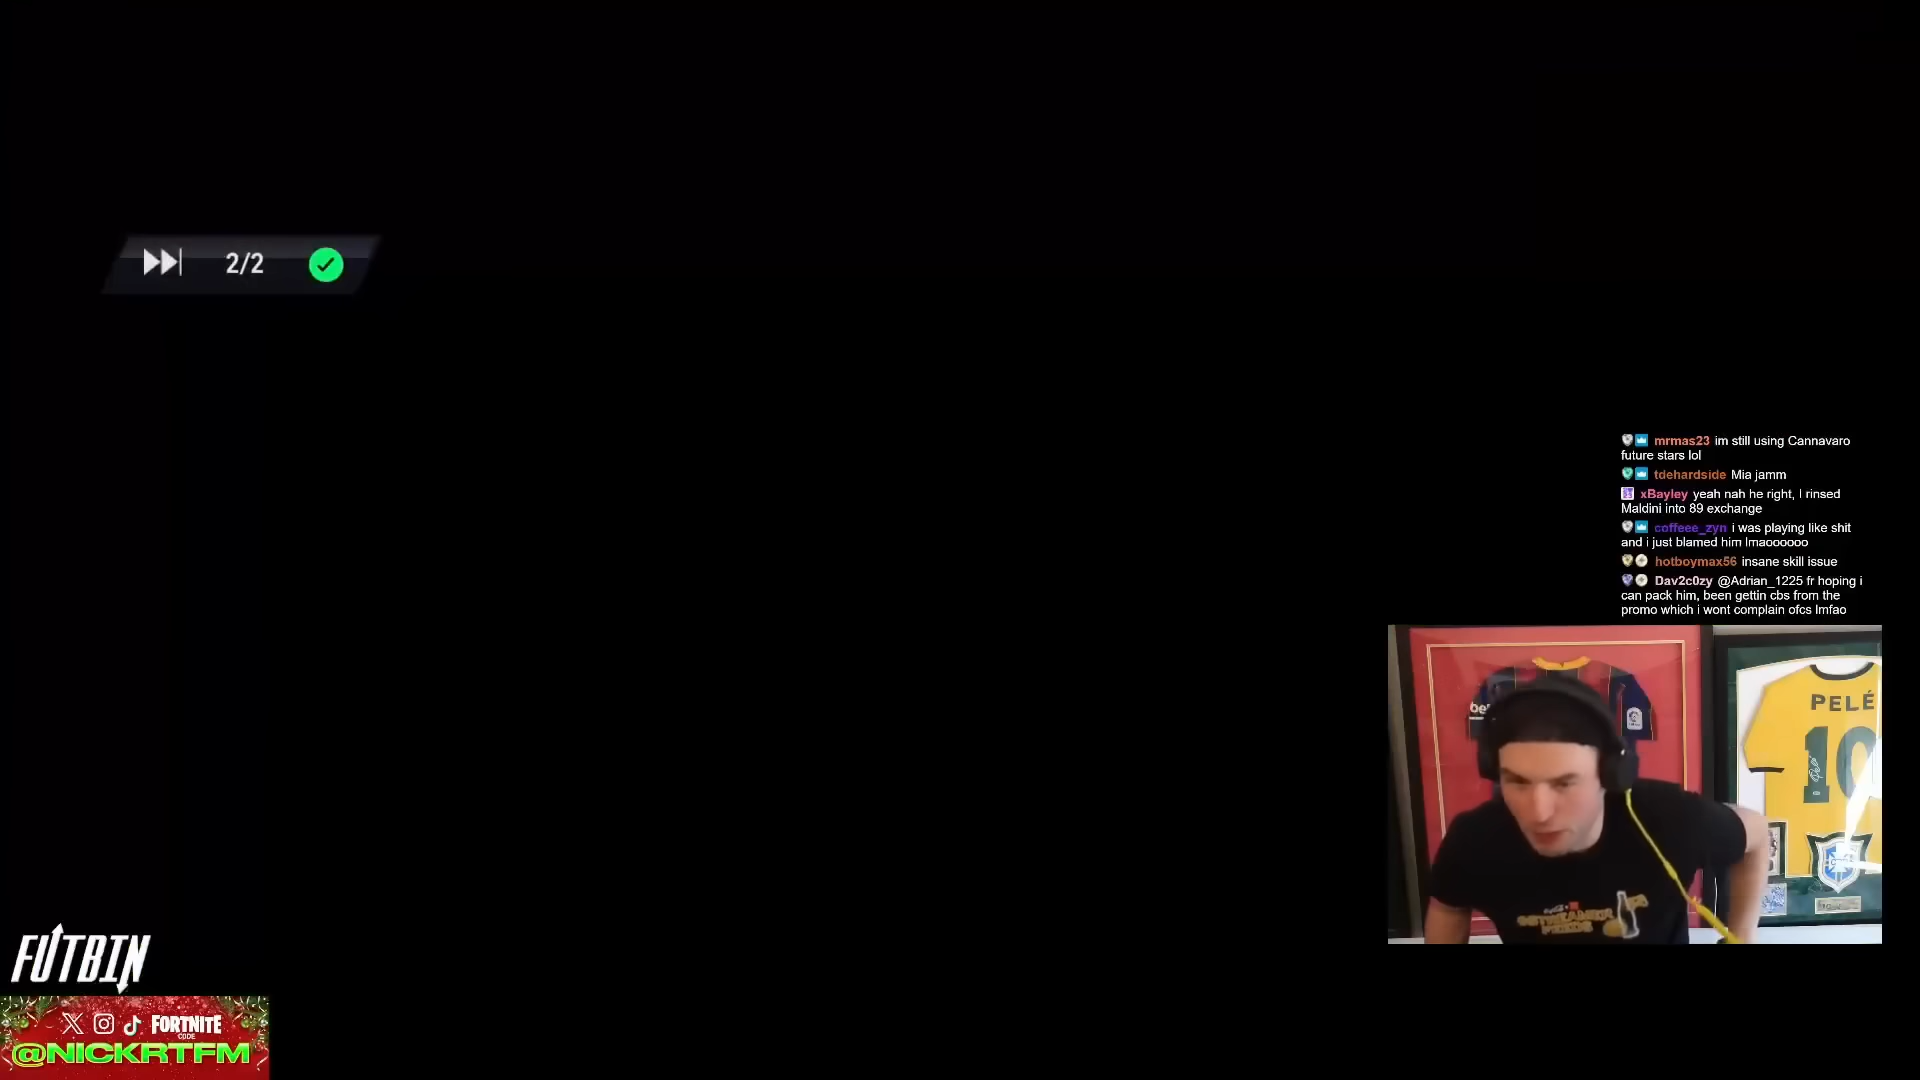 2/2
mrmas23 im still using Cannavaro
future stars lol
tdehardside Mia jamm
xBayley yeah nah he right, I rinsed
Maldini into 89 exchange
coffeee_zyn i was playing like shit
and i just blamed him lmaoooooo
hotboymax56 insane skill issue
Dav2c0zy @Adrian_1225 fr hoping i
can pack him, been gettin cbs from the
promo which i wont complain ofcs lmfao
PELÉ
10
FUTBIN
FORTNITE
CODE
@NICKRTFM